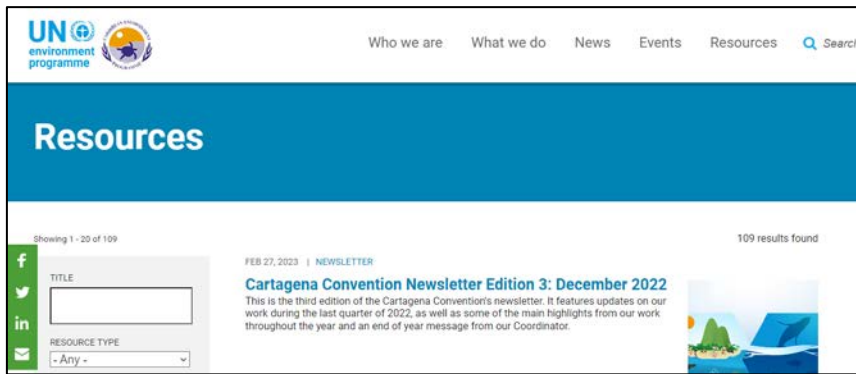 UN
environment
programme
Who we are
What we do
News
Events
Resources
Search
Resources
Showing 1 - 20 of 109
109 results found
TITLE
RESOURCE TYPE
- Any -
FEB 27, 2023 | NEWSLETTER
Cartagena Convention Newsletter Edition 3: December 2022
This is the third edition of the Cartagena Convention's newsletter. It features updates on our
work during the last quarter of 2022, as well as some of the main highlights from our work
throughout the year and an end of year message from our Coordinator.